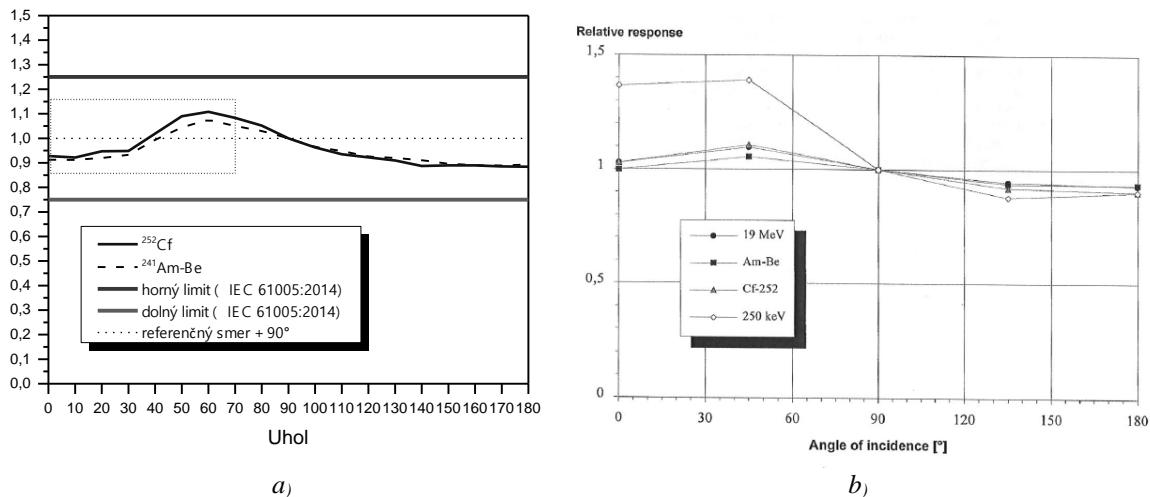 1,5
1,4
1,3
1,2
1,1
1,0
0,9
0,8
0,7
0,6
0,5
0,4
0,3
0,2
0,1
0,0
²⁵²Cf
²⁴¹Am-Be
horný limit ( IEC 61005:2014)
dolný limit ( IEC 61005:2014)
referenčný smer + 90°
0 10 20 30 40 50 60 70 80 90 100 110 120 130 140 150 160 170 180
Uhol
a)
Relative response
1,5
1
0,5
0
19 MeV
Am-Be
Cf-252
250 keV
0 30 60 90 120 150 180
Angle of incidence [°]
b)